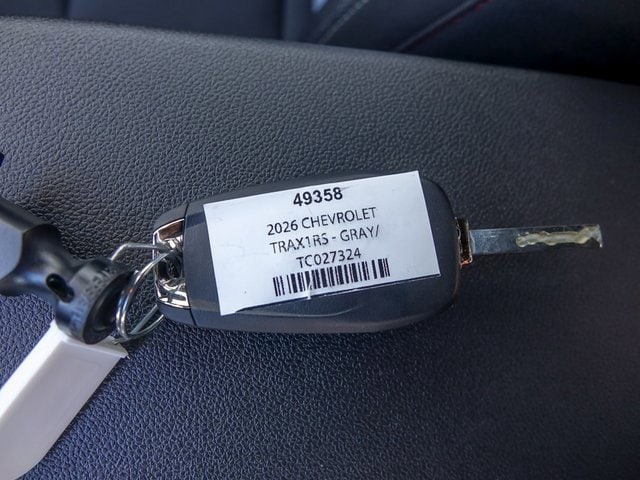 49358
2026 CHEVROLET
TRAX1RS - GRAY/
TC027324